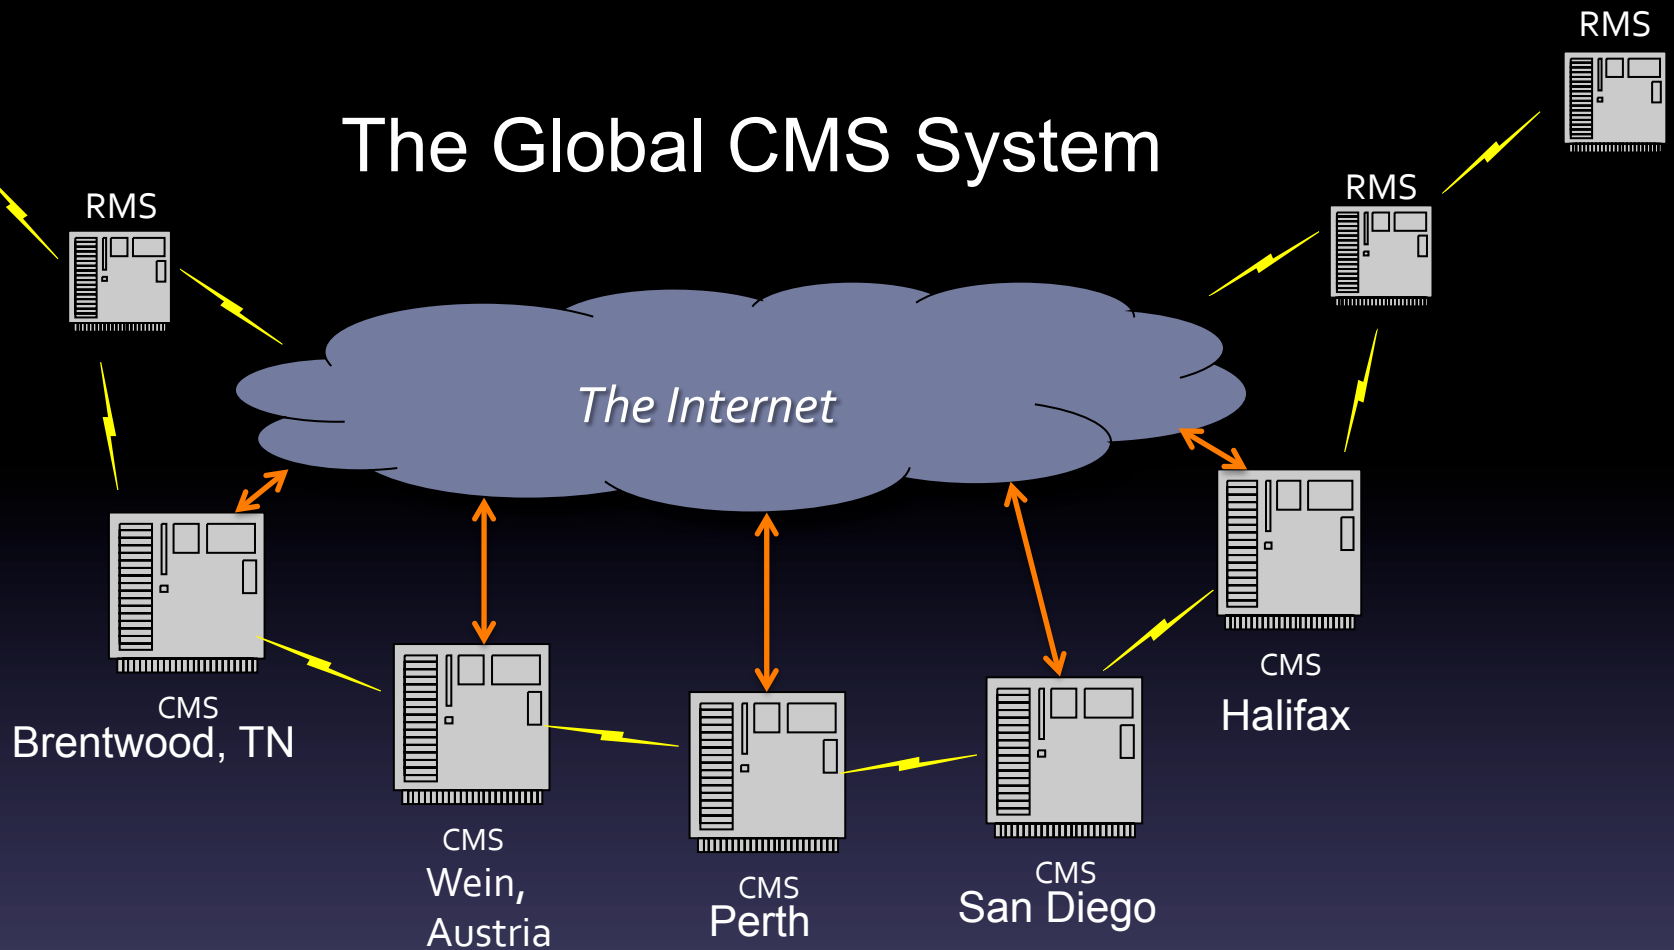 RMS
The Global CMS System
RMS
RMS
The Internet
CMS
Halifax
CMS
Brentwood, TN
CMS
Wein,
Austria
CMS
Perth
CMS
San Diego